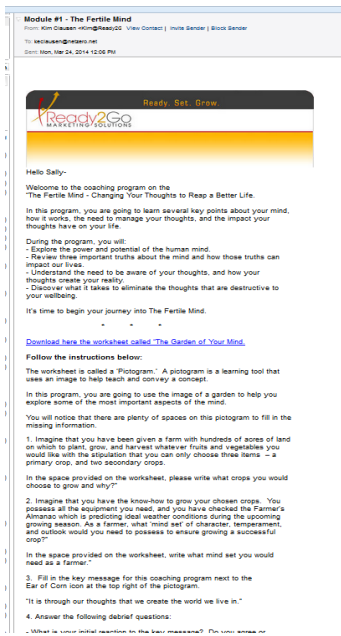 Module #1 - The Fertile Mind
From: Kim Clausen <Kim@Ready2G View Contact | Invite Sender | Block Sender
To: keclausen@netzero.net
Sent: Mon, Mar 24, 2014 12:06 PM
Ready. Set. Grow.
Ready2Go
MARKETING SOLUTIONS
Hello Sally-
Welcome to the coaching program on the
"The Fertile Mind - Changing Your Thoughts to Reap a Better Life.
In this program, you are going to learn several key points about your mind,
how it works, the need to manage your thoughts, and the impact your
thoughts have on your life.
During the program, you will:
- Explore the power and potential of the human mind.
- Review three important truths about the mind and how those truths can
impact our lives.
- Understand the need to be aware of your thoughts, and how your
thoughts create your reality.
- Discover what it takes to eliminate the thoughts that are destructive to
your wellbeing.
It's time to begin your journey into The Fertile Mind.
* * *
Download here the worksheet called 'The Garden of Your Mind.
Follow the instructions below:
The worksheet is called a 'Pictogram.' A pictogram is a learning tool that
uses an image to help teach and convey a concept.
In this program, you are going to use the image of a garden to help you
explore some of the most important aspects of the mind.
You will notice that there are plenty of spaces on this pictogram to fill in the
missing information.
1. Imagine that you have been given a farm with hundreds of acres of land
on which to plant, grow, and harvest whatever fruits and vegetables you
would like with the stipulation that you can only choose three items – a
primary crop, and two secondary crops.
In the space provided on the worksheet, please write what crops you would
choose to grow and why?"
2. Imagine that you have the know-how to grow your chosen crops. You
possess all the equipment you need, and you have checked the Farmer's
Almanac which is predicting ideal weather conditions during the upcoming
growing season. As a farmer, what 'mind set' of character, temperament,
and outlook would you need to possess to ensure growing a successful
crop?"
In the space provided on the worksheet, write what mind set you would
need as a farmer."
3. Fill in the key message for this coaching program next to the
Ear of Corn icon at the top right of the pictogram.
"It is through our thoughts that we create the world we live in."
4. Answer the following debrief questions:
- What is your initial reaction to the key message? Do you agree or